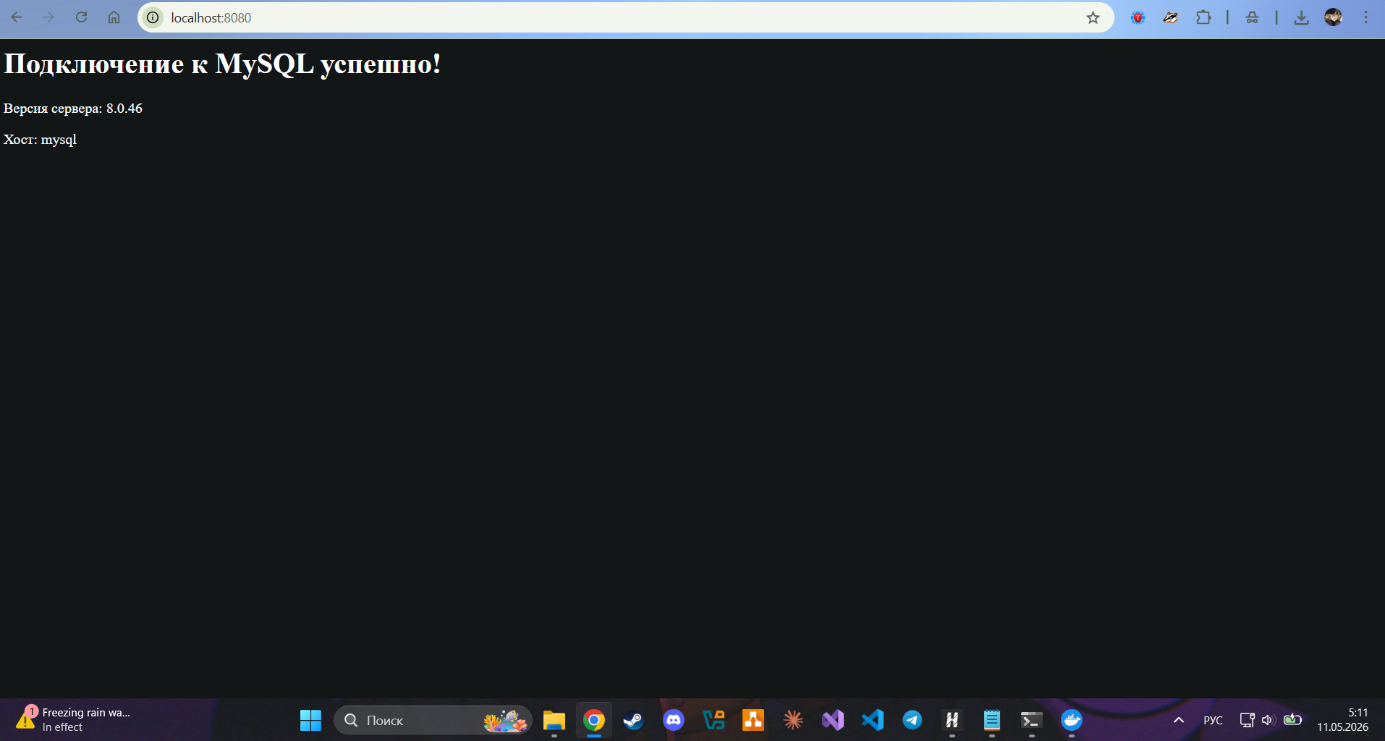 localhost:8080
Подключение к MySQL успешно!
Версия сервера: 8.0.46
Хост: mysql
1
Freezing rain wa...
In effect
Поиск
РУС
5:11
11.05.2026